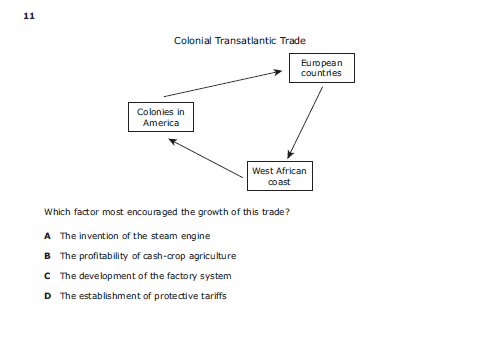 11
Colonial Transatlantic Trade
European
countries
Colonies in
America
West African
coast
Which factor most encouraged the growth of this trade?
A The invention of the steam engine
B The profitability of cash-crop agriculture
C The development of the factory system
D The establishment of protective tariffs